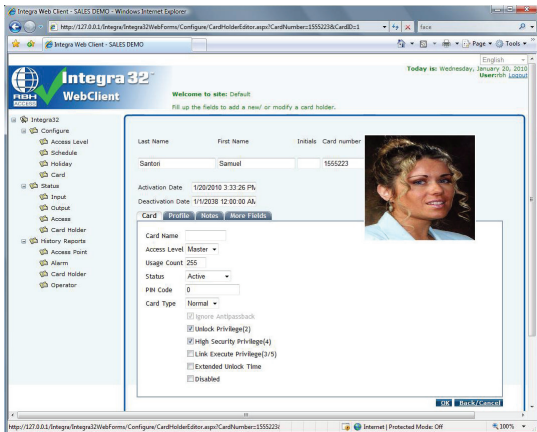 Integra Web Client - SALES DEMO - Windows Internet Explorer
http://127.0.0.1/Integra/Integra32WebForms/Configure/CardHolderEditor.aspx?CardNumber=1555223&CardID=1
face
Integra Web Client - SALES DEMO
Page
Tools
English
Today is: Wednesday, January 20, 2010
User:rbh Logout
RBH
ACCESS
Integra 32
WebClient
Welcome to site: Default
Fill up the fields to add a new/ or modify a card holder.
Integra32
Configure
Access Level
Schedule
Holiday
Card
Status
Input
Output
Access
Card Holder
History Reports
Access Point
Alarm
Card Holder
Operator
Last Name First Name Initials Card number
Santori Samuel 1555223
Activation Date 1/20/2010 3:33:26 PM
Deactivation Date 1/1/2038 12:00:00 AM
Card Profile Notes More Fields
Card Name
Access Level Master
Usage Count 255
Status Active
PIN Code 0
Card Type Normal
Ignore Antipassback
Unlock Privilege(2)
High Security Privilege(4)
Link Execute Privilege(3/5)
Extended Unlock Time
Disabled
OK Back/Cancel
http://127.0.0.1/Integra/Integra32WebForms/Configure/CardHolderEditor.aspx?CardNumber=1555223&
Internet | Protected Mode: Off
100%